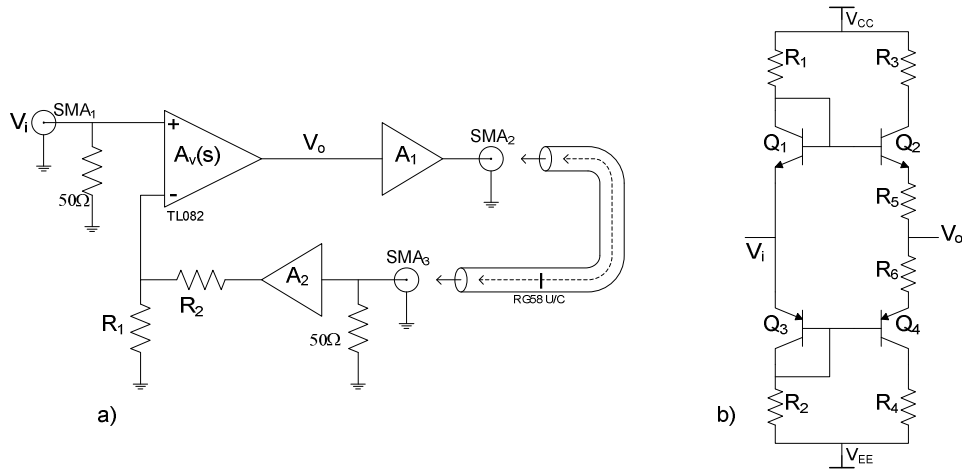 Vi
SMA1
50Ω
+
Av(s)
-
TL082
Vo
A1
SMA2
R1
R2
A2
50Ω
SMA3
RG58 U/C
a)
VCC
R1
R3
Q1
Q2
R5
Vi
Vo
R6
Q3
Q4
R2
R4
b)
VEE